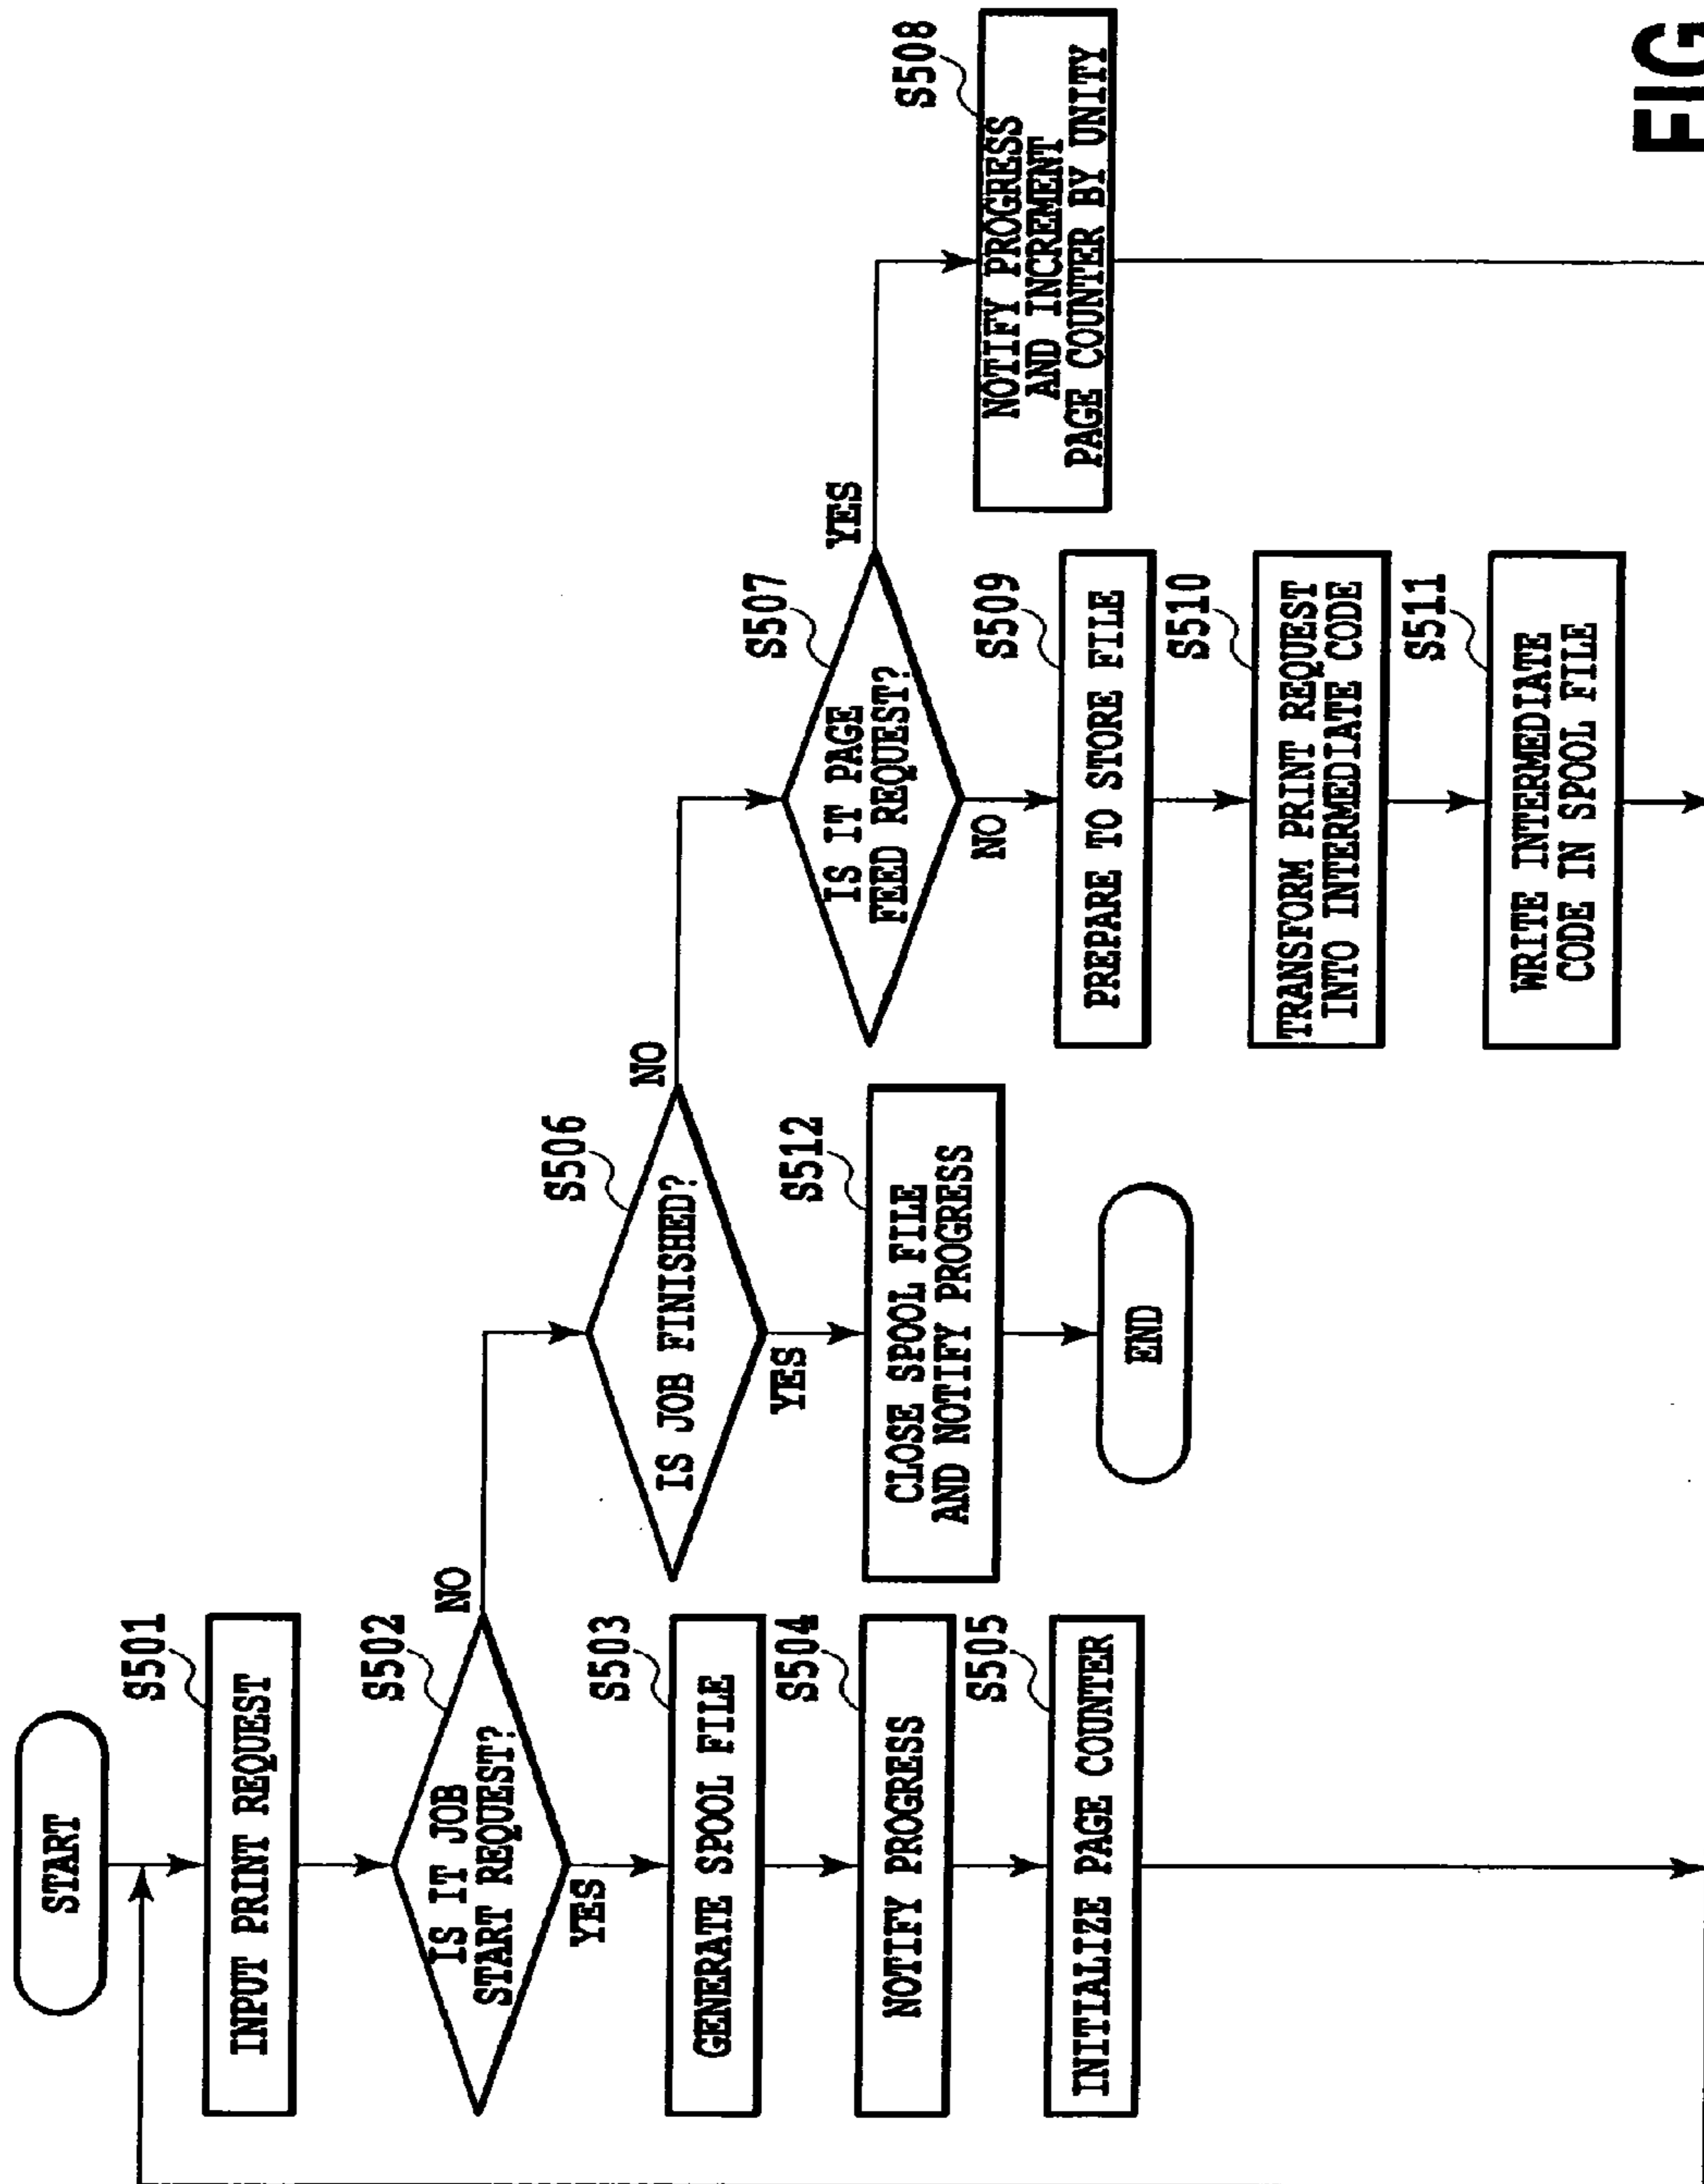 START
S501
INPUT PRINT REQUEST
S502
IS IT JOB
START REQUEST?
NO
YES
S503
GENERATE SPOOL FILE
S504
NOTIFY PROGRESS
S505
INITIALIZE PAGE COUNTER
S506
IS JOB FINISHED?
NO
YES
S512
CLOSE SPOOL FILE
AND NOTIFY PROGRESS
END
S507
IS IT PAGE
FEED REQUEST?
YES
NO
S508
NOTIFY PROGRESS
AND INCREMENT
PAGE COUNTER BY UNITY
S509
PREPARE TO STORE FILE
S510
TRANSFORM PRINT REQUEST
INTO INTERMEDIATE CODE
S511
WRITE INTERMEDIATE
CODE IN SPOOL FILE
FIG